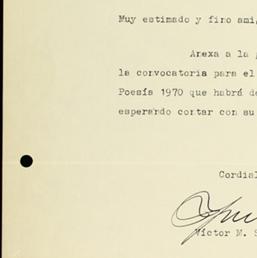 Muy estimado y fino ami
Anexa a la
la convocatoria para el
Poesía 1970 que habrá de
esperando contar con su
Cordial
Víctor M. S